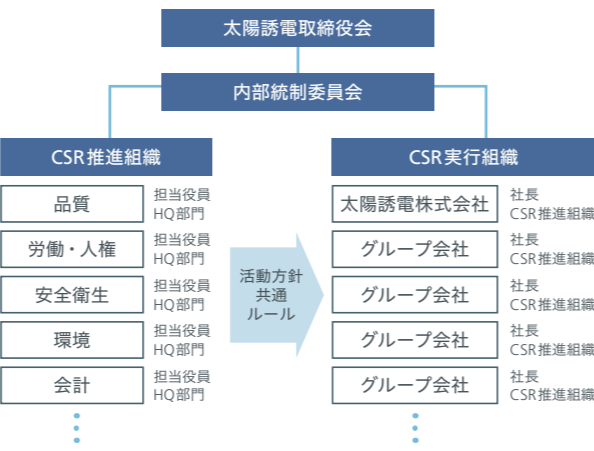 太陽誘電取締役会
内部統制委員会
CSR推進組織
品質
担当役員
HQ部門
労働・人権
担当役員
HQ部門
安全衛生
担当役員
HQ部門
環境
担当役員
HQ部門
会計
担当役員
HQ部門
活動方針
共通
ルール
CSR実行組織
太陽誘電株式会社
社長
CSR推進組織
グループ会社
社長
CSR推進組織
グループ会社
社長
CSR推進組織
グループ会社
社長
CSR推進組織
グループ会社
社長
CSR推進組織